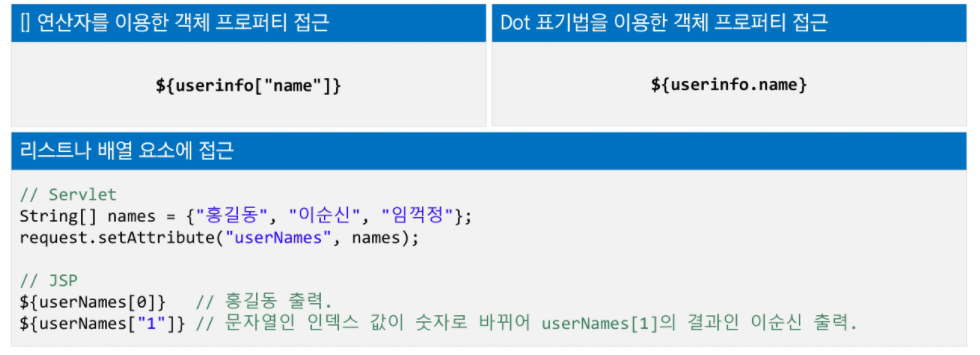 [] 연산자를 이용한 객체 프로퍼티 접근
Dot 표기법을 이용한 객체 프로퍼티 접근
${userinfo["name"]}
${userinfo.name}
리스트나 배열 요소에 접근
// Servlet
String[] names = {"홍길동", "이순신", "임꺽정"};
request.setAttribute("userNames", names);
// JSP
${userNames[0]}   // 홍길동 출력.
${userNames["1"]} // 문자열인 인덱스 값이 숫자로 바뀌어 userNames[1]의 결과인 이순신 출력.